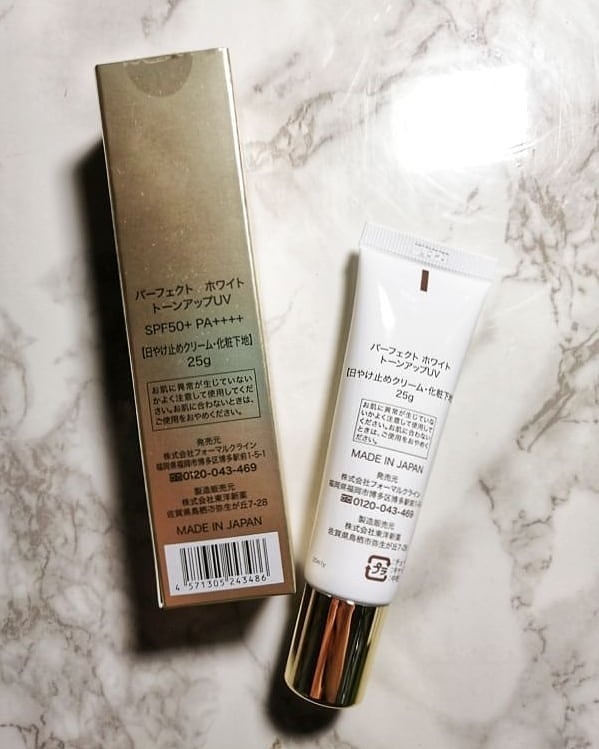 パーフェクト ホワイト
トーンアップUV
SPF50+ PA++++
【日やけ止めクリーム・化粧下地】
25g
お肌に異常が生じていない
かよく注意して使用してくだ
さい。お肌に合わないときは、
ご使用をおやめください。
発売元
株式会社フォーマルクライン
福岡県福岡市博多区博多駅前1-5-1
0120-043-469
製造販売元
株式会社東洋新薬
佐賀県鳥栖市弥生が丘7-28
MADE IN JAPAN
4 571305 243486
パーフェクト ホワイト
トーンアップUV
【日やけ止めクリーム・化粧下地
25g
お肌に異常が生じていな
いかよく注意して使用して
ください。お肌に合わない
ときは、ご使用をおやめく
ださい。
MADE IN JAPAN
発売元
株式会社フォーマルクライン
福岡県福岡市博多区博多駅前1
0120-043-469
製造販売元
株式会社東洋新薬
佐賀県鳥栖市弥生が丘7-28
プラ